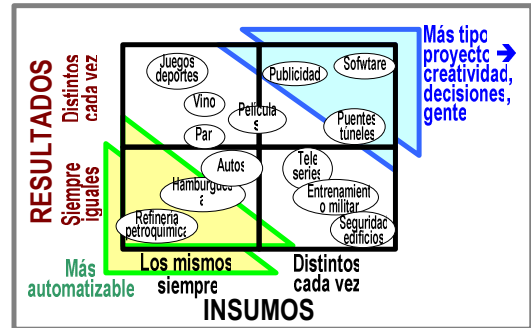 Más tipo
proyecto ➔
creatividad,
decisiones,
gente
RESULTADOS
Distintos
cada vez
Siempre
iguales
Juegos
deportes
Publicidad
Sofwtare
Vino
Película
s
Puentes
túneles
Par
Autos
Tele
series
Hamburgues
a
Entrenamient
o militar
Refinería
petroquimica
Seguridad
edificios
Más
automatizable
Los mismos
siempre
Distintos
cada vez
INSUMOS